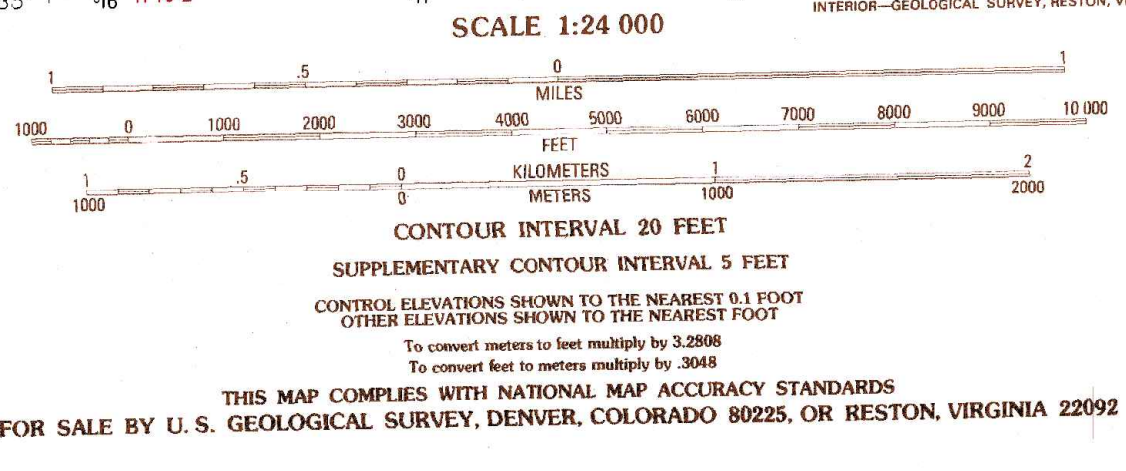 INTERIOR—GEOLOGICAL SURVEY, RESTON,
SCALE 1:24 000
1 .5 0 1
MILES
1000 0 1000 2000 3000 4000 5000 6000 7000 8000 9000 10 000
FEET
1 .5 0 KILOMETERS 1 2
1000 0 METERS 1000 2000
CONTOUR INTERVAL 20 FEET
SUPPLEMENTARY CONTOUR INTERVAL 5 FEET
CONTROL ELEVATIONS SHOWN TO THE NEAREST 0.1 FOOT
OTHER ELEVATIONS SHOWN TO THE NEAREST FOOT
To convert meters to feet multiply by 3.2808
To convert feet to meters multiply by .3048
THIS MAP COMPLIES WITH NATIONAL MAP ACCURACY STANDARDS
FOR SALE BY U. S. GEOLOGICAL SURVEY, DENVER, COLORADO 80225, OR RESTON, VIRGINIA 22092